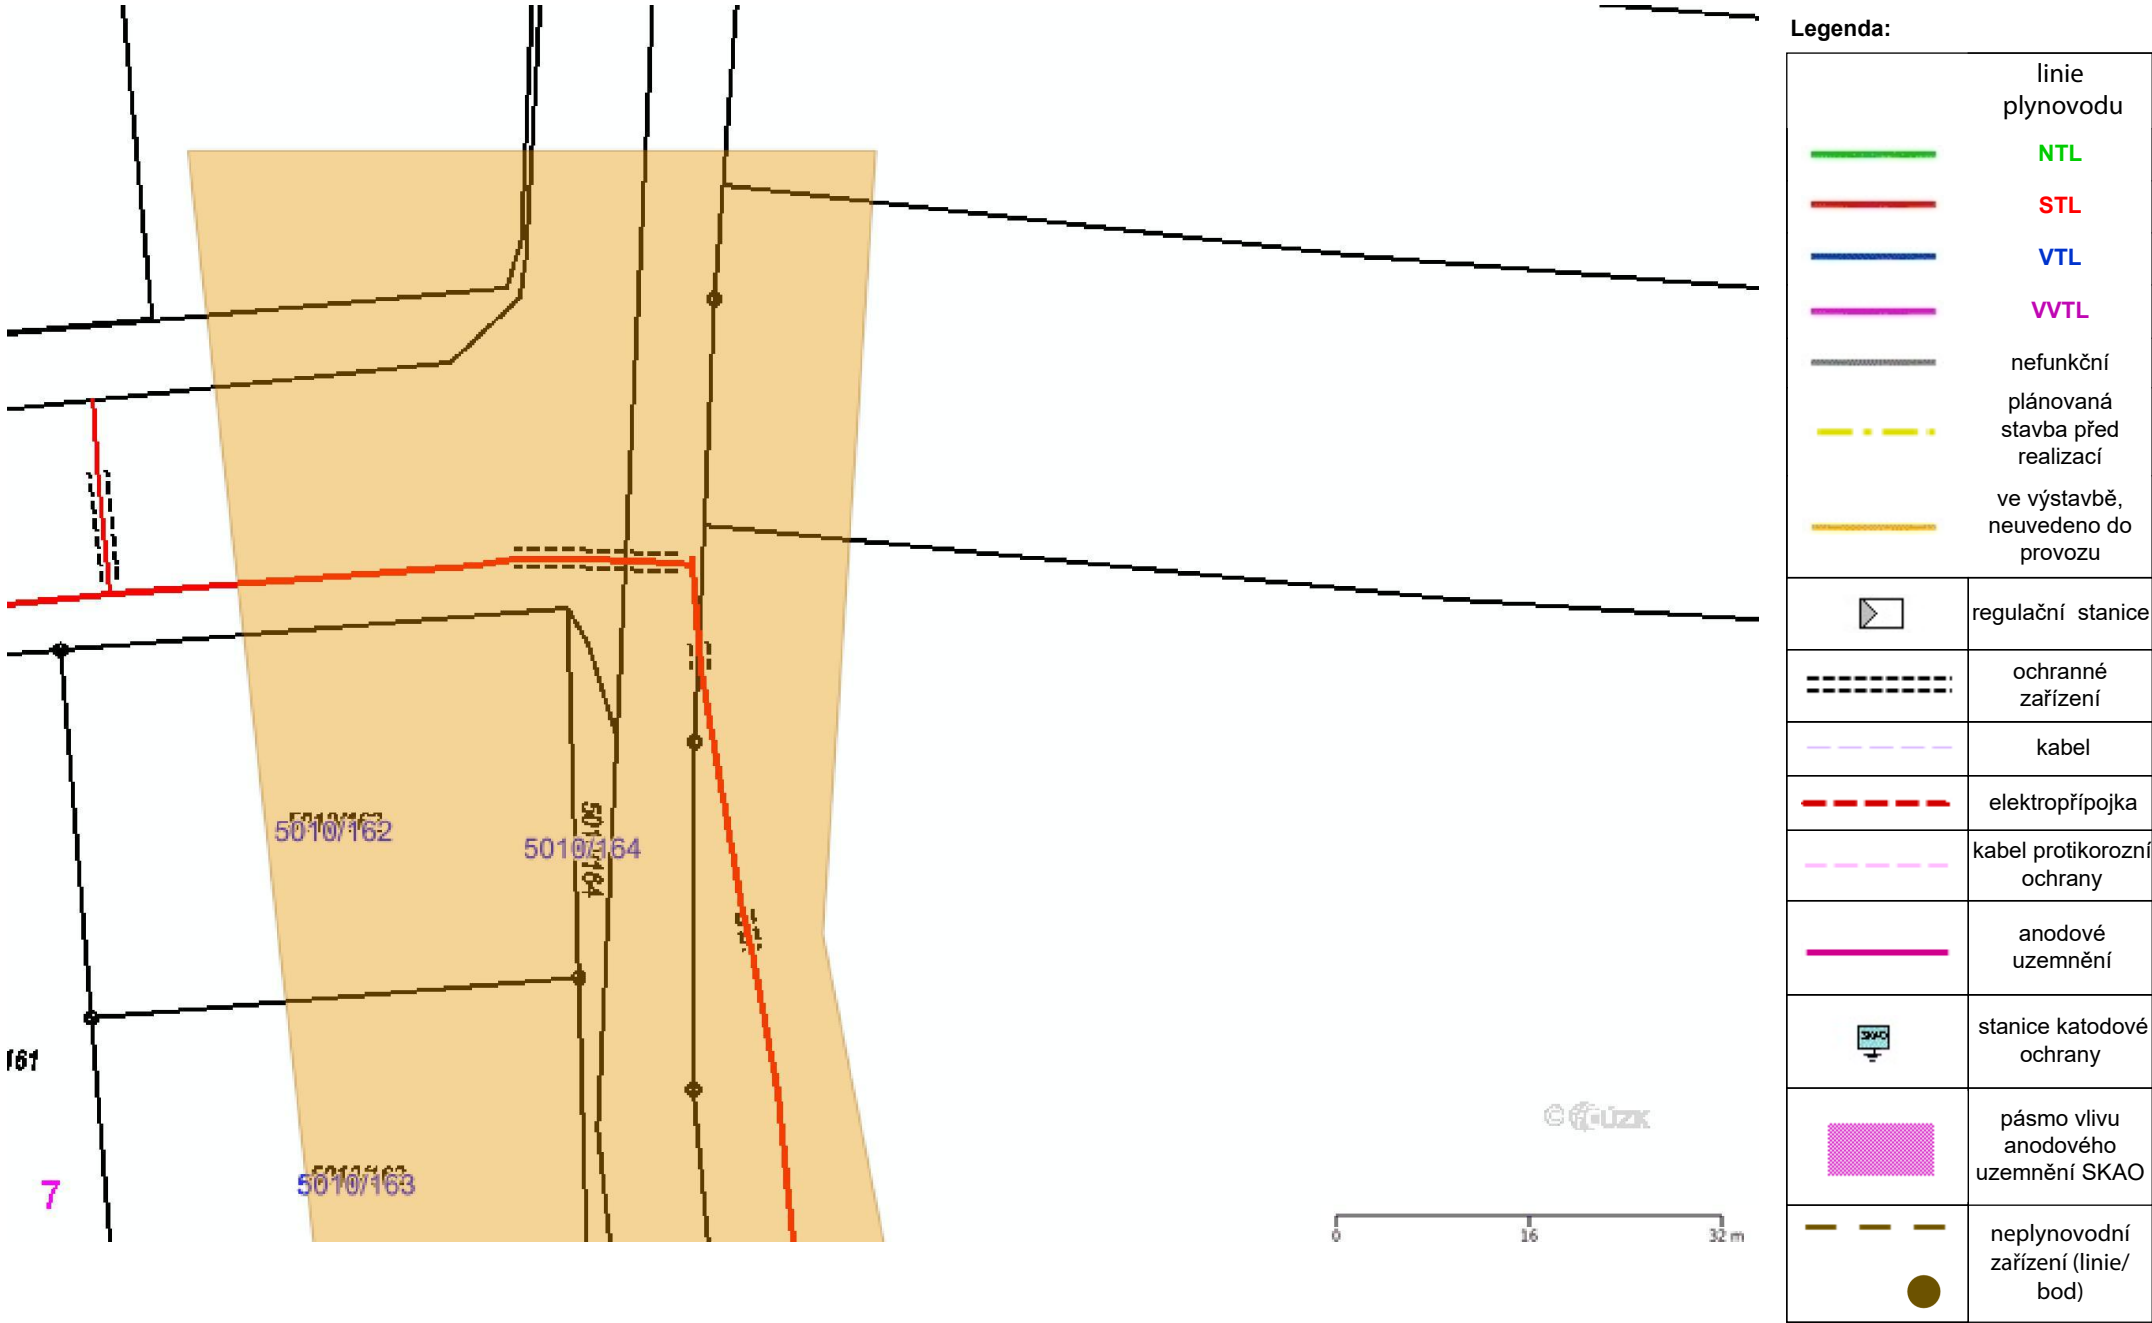 Legenda:
linie
plynovodu
NTL
STL
VTL
VVTL
nefunkční
plánovaná
stavba před
realizací
ve výstavbě,
neuvedeno do
provozu
regulační stanice
ochranné
zařízení
kabel
elektropřípojka
kabel protikorozní
ochrany
anodové
uzemnění
SKAO
stanice katodové
ochrany
pásmo vlivu
anodového
uzemnění SKAO
neplynovodní
zařízení (linie/
bod)
5010/162
5010/164
5010/164
161
7
5010/163
0 16 32 m